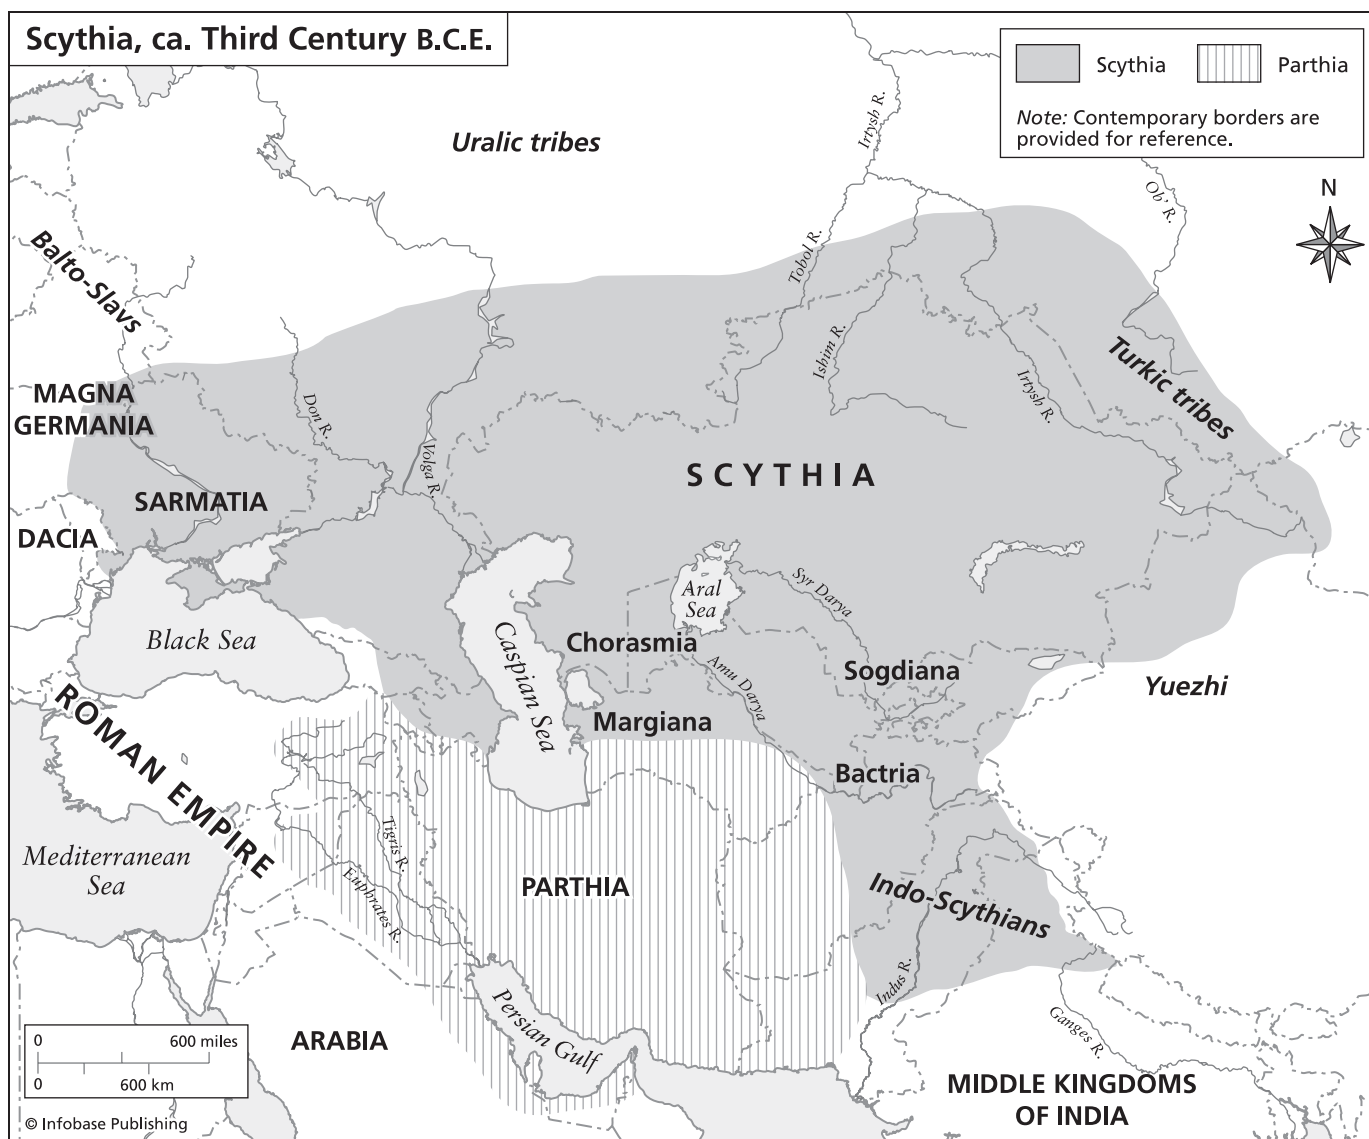 Scythia, ca. Third Century B.C.E.
Scythia
Parthia
Note: Contemporary borders are
provided for reference.
N
Uralic tribes
Irtysh R.
Ob' R.
Tobol R.
Balto-Slavs
Ishim R.
Turkic tribes
MAGNA
GERMANIA
Don R.
Irtysh R.
Volga R.
SCYTHIA
SARMATIA
DACIA
Syr Darya
Aral
Sea
Black Sea
Caspian Sea
Chorasmia
Amu Darya
Sogdiana
Yuezhi
ROMAN EMPIRE
Margiana
Bactria
Mediterranean
Sea
Tigris R.
Euphrates R.
PARTHIA
Indo-Scythians
Indus R.
Persian Gulf
Ganges R.
ARABIA
MIDDLE KINGDOMS
OF INDIA
0 600 miles
0 600 km
© Infobase Publishing